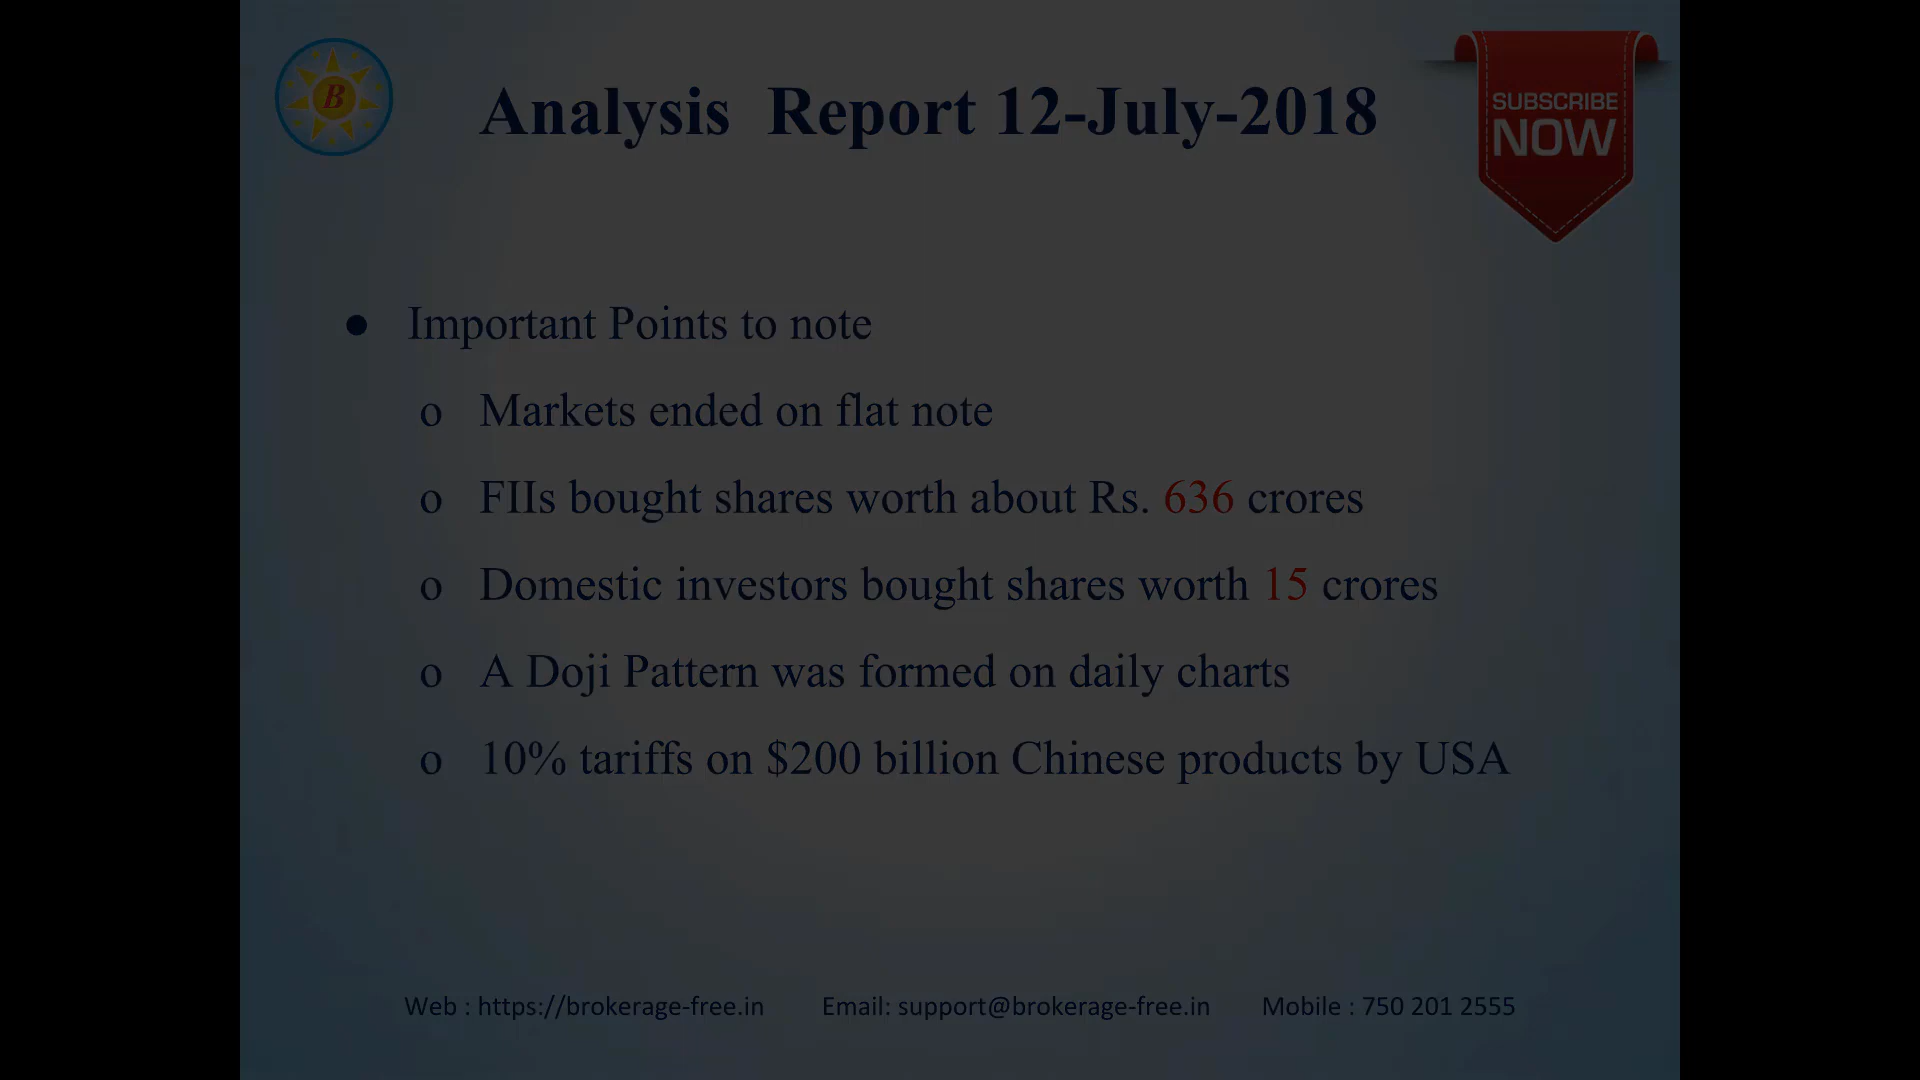 B
Analysis Report 12-July-2018
SUBSCRIBE
NOW
● Important Points to note
o Markets ended on flat note
o FIIs bought shares worth about Rs. 636 crores
o Domestic investors bought shares worth 15 crores
o A Doji Pattern was formed on daily charts
o 10% tariffs on $200 billion Chinese products by USA
Web : https://brokerage-free.in Email: support@brokerage-free.in Mobile : 750 201 2555